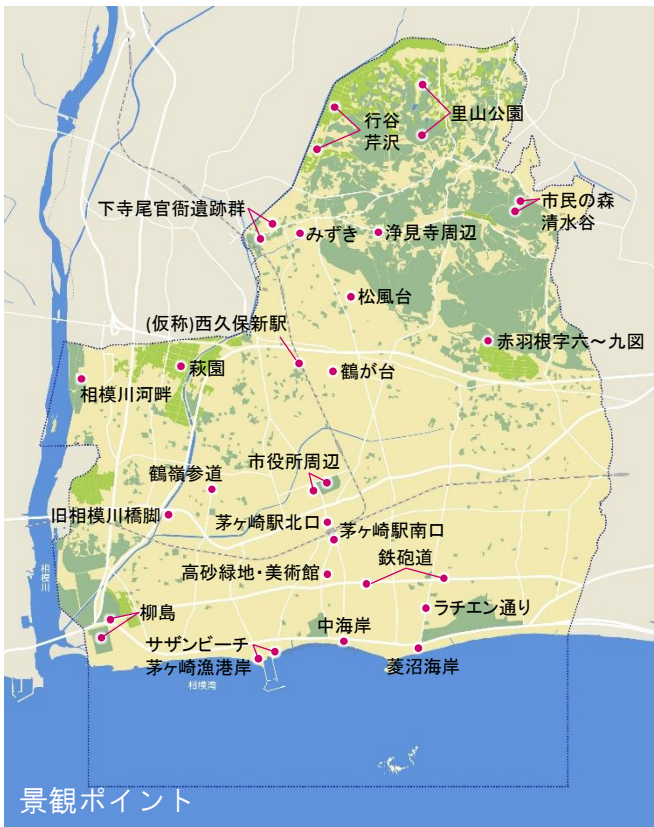 行谷
芹沢
里山公園
下寺尾官衙遺跡群
みずき
浄見寺周辺
市民の森
清水谷
松風台
(仮称)西久保新駅
赤羽根字六～九図
萩園
鶴が台
相模川河畔
市役所周辺
鶴嶺参道
旧相模川橋脚
茅ヶ崎駅北口
茅ヶ崎駅南口
高砂緑地・美術館
鉄砲道
相模川
柳島
ラチエン通り
サザンビーチ
茅ヶ崎漁港岸
中海岸
菱沼海岸
相模湾
景観ポイント